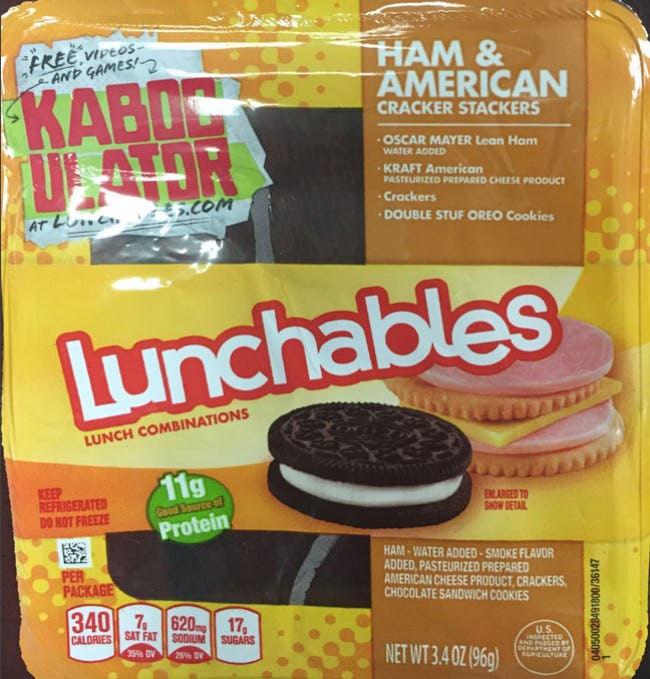 FREE VIDEOS
AND GAMES!
KABOO
ULATOR
AT
HAM &
AMERICAN
CRACKER STACKERS
· OSCAR MAYER Lean Ham
WATER ADDED
· KRAFT American
PASTEURIZED PREPARED CHEESE PRODUCT
· Crackers
· DOUBLE STUF OREO Cookies
Lunchables
LUNCH COMBINATIONS
KEEP
REFRIGERATED
DO NOT FREEZE
11g
Good Source of
Protein
ENLARGED TO
SHOW DETAIL
PER
PACKAGE
340
CALORIES
7g
SAT FAT
35% DV
620mg
SODIUM
26% DV
17g
SUGARS
HAM - WATER ADDED - SMOKE FLAVOR
ADDED, PASTEURIZED PREPARED
AMERICAN CHEESE PRODUCT, CRACKERS,
CHOCOLATE SANDWICH COOKIES
NET WT 3.4 OZ (96g)
U.S.
INSPECTED
AND PASSED BY
DEPARTMENT OF
AGRICULTURE
04050028491800/36147
1